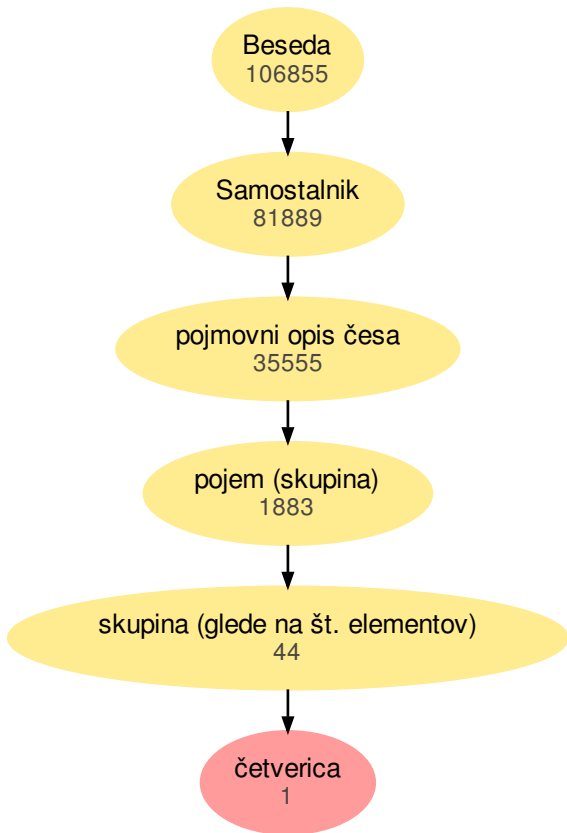 Beseda
106855
Samostalnik
81889
pojmovni opis česa
35555
pojem (skupina)
1883
skupina (glede na št. elementov)
44
četverica
1